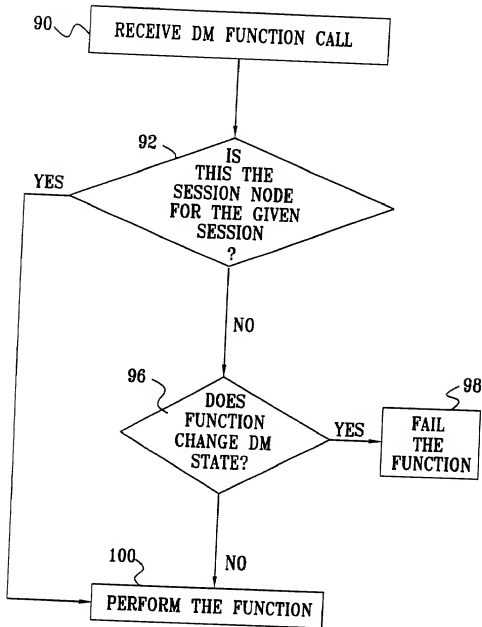 90
RECEIVE DM FUNCTION CALL
92
IS
THIS THE
SESSION NODE
FOR THE GIVEN
SESSION
?
YES
NO
96
DOES
FUNCTION
CHANGE DM
STATE?
YES
98
FAIL
THE
FUNCTION
NO
100
PERFORM THE FUNCTION